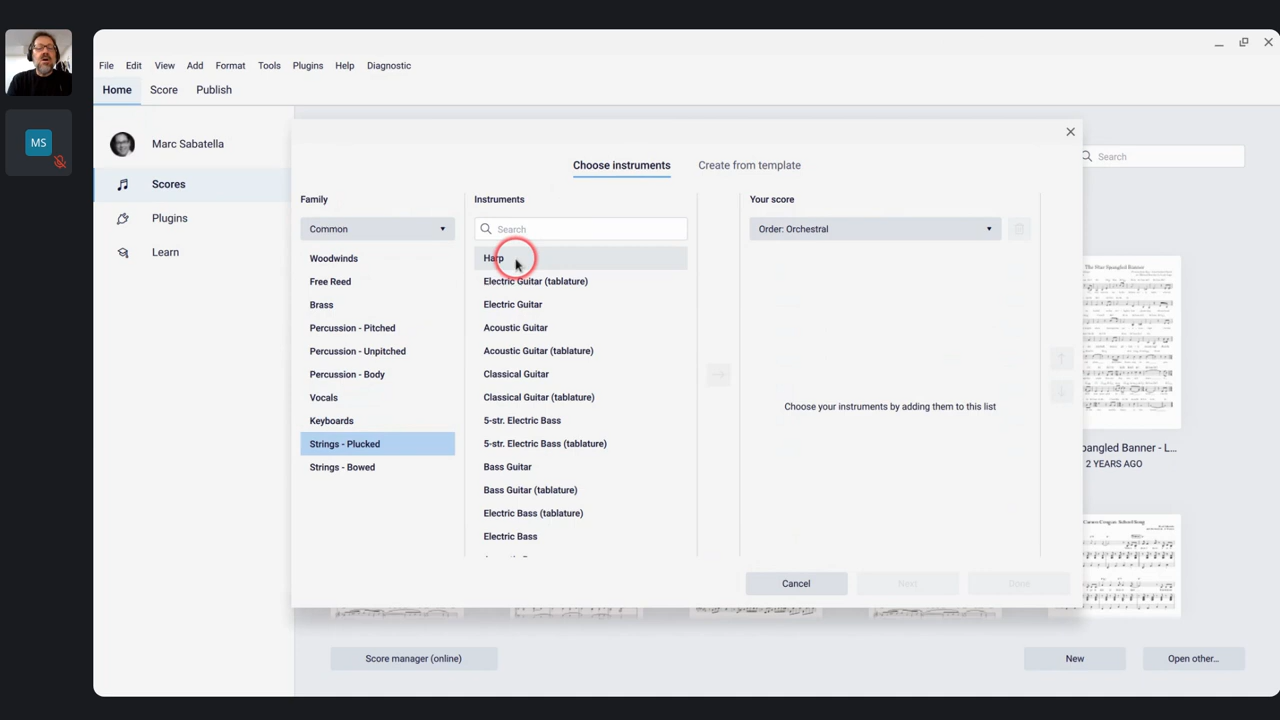 File Edit View Add Format Tools Plugins Help Diagnostic
Home Score Publish
MS
Marc Sabatella
Scores
Plugins
Learn
Search
Choose instruments Create from template
Family
Common
Woodwinds
Free Reed
Brass
Percussion - Pitched
Percussion - Unpitched
Percussion - Body
Vocals
Keyboards
Strings - Plucked
Strings - Bowed
Instruments
Search
Harp
Electric Guitar (tablature)
Electric Guitar
Acoustic Guitar
Acoustic Guitar (tablature)
Classical Guitar
Classical Guitar (tablature)
5-str. Electric Bass
5-str. Electric Bass (tablature)
Bass Guitar
Bass Guitar (tablature)
Electric Bass (tablature)
Electric Bass
Your score
Order: Orchestral
Choose your instruments by adding them to this list
Cancel Next Done
The Star Spangled Banner
pangled Banner - L...
2 YEARS AGO
Score manager (online) New Open other...